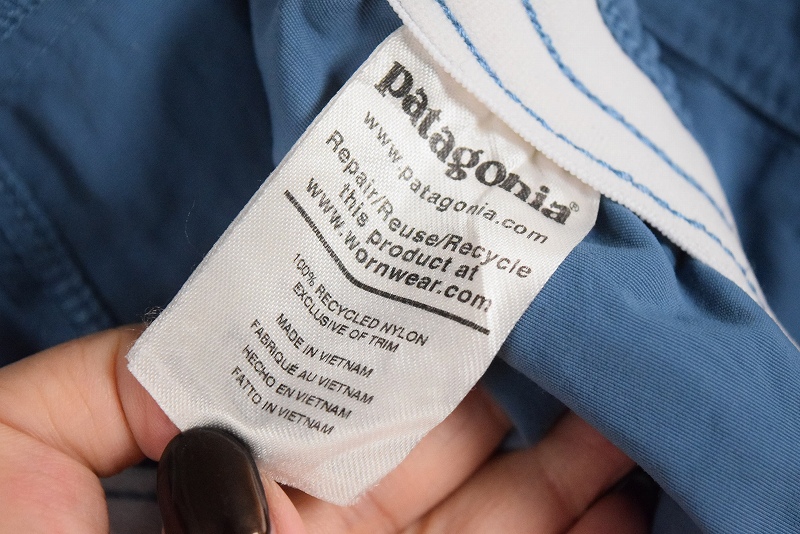 patagonia®
www.patagonia.com
Repair/Reuse/Recycle
this product at
www.wornwear.com
100% RECYCLED NYLON
EXCLUSIVE OF TRIM
MADE IN VIETNAM
FABRIQUÉ AU VIETNAM
HECHO EN VIETNAM
FATTO IN VIETNAM